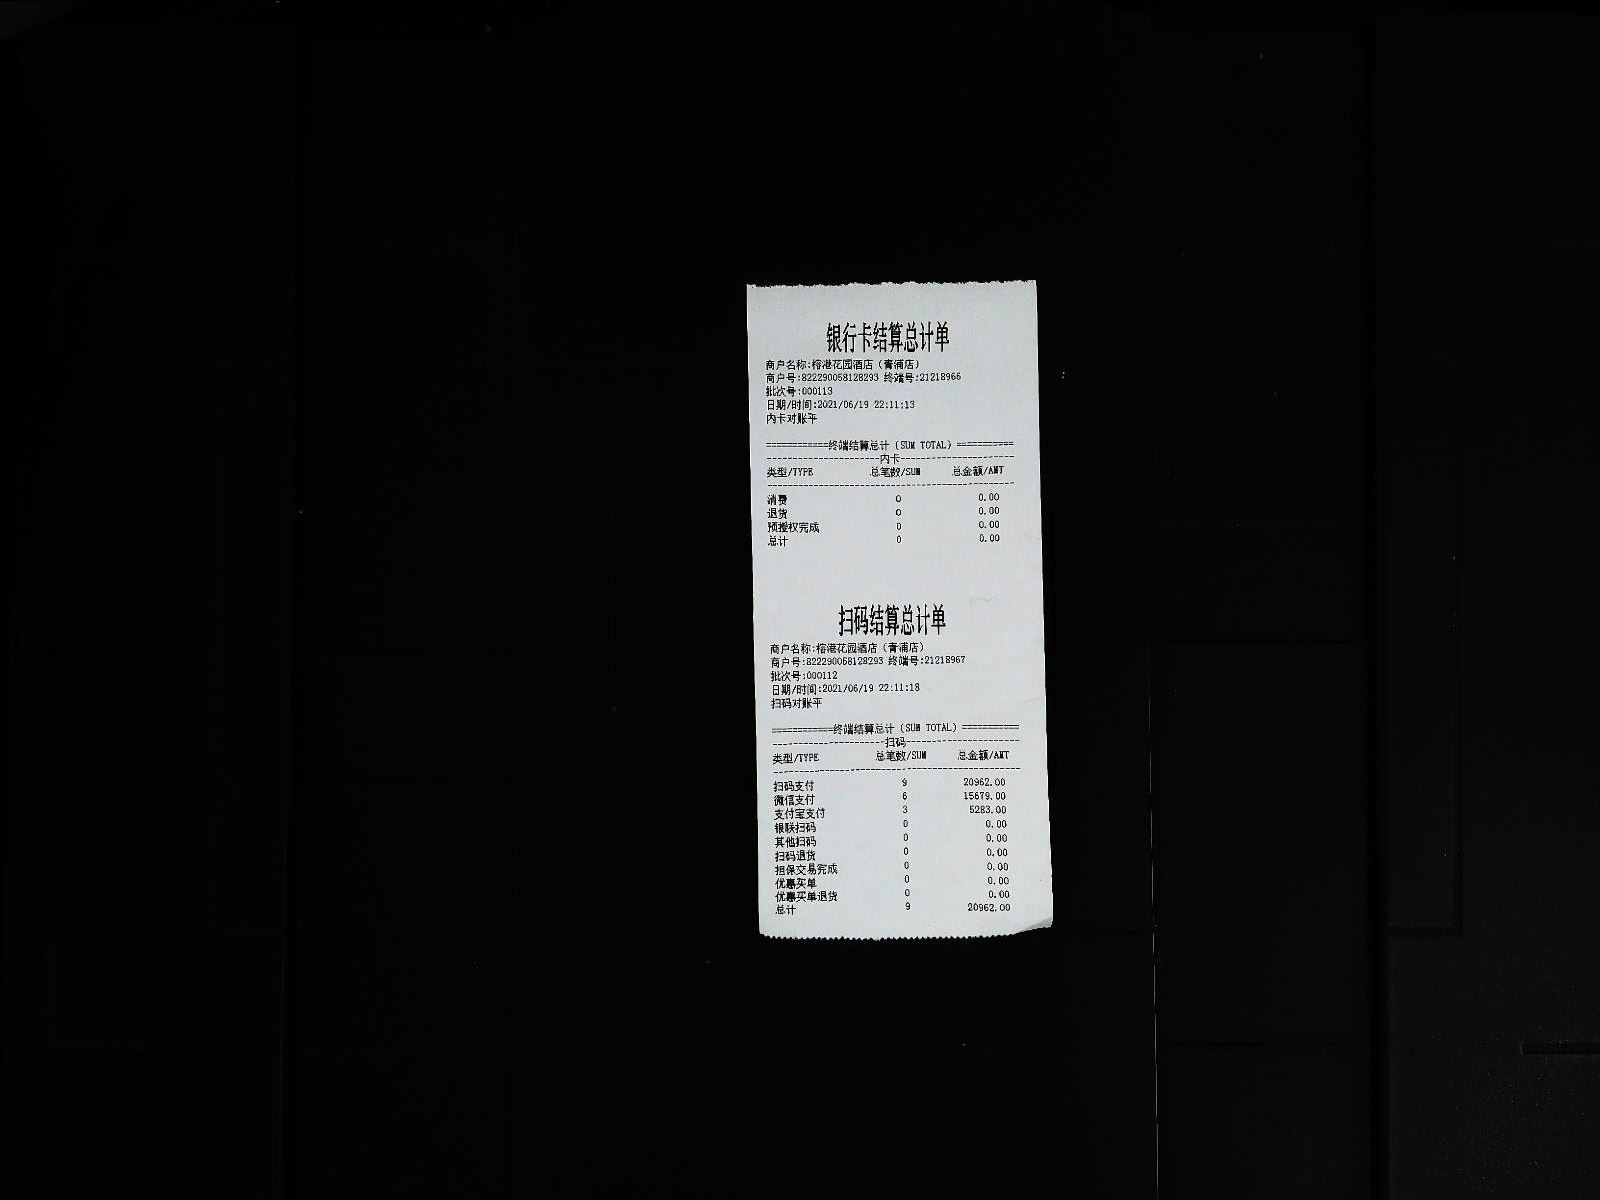 银行卡结算总计单
商户名称:榕港花园酒店（青浦店）
商户号:822290058128293 终端号:21218966
批次号:000113
日期/时间:2021/06/19 22:11:13
内卡对账平
============终端结算总计（SUM TOTAL）===========
----------------------内卡----------------------
类型/TYPE 总笔数/SUM 总金额/AMT
------------------------------------------------
消费 0 0.00
退货 0 0.00
预授权完成 0 0.00
总计 0 0.00
扫码结算总计单
商户名称:榕港花园酒店（青浦店）
商户号:822290058128293 终端号:21218967
批次号:000112
日期/时间:2021/06/19 22:11:18
扫码对账平
============终端结算总计（SUM TOTAL）===========
----------------------扫码----------------------
类型/TYPE 总笔数/SUM 总金额/AMT
------------------------------------------------
扫码支付 9 20962.00
微信支付 6 15679.00
支付宝支付 3 5283.00
银联扫码 0 0.00
其他扫码 0 0.00
扫码退货 0 0.00
担保交易完成 0 0.00
优惠买单 0 0.00
优惠买单退货 0 0.00
总计 9 20962.00